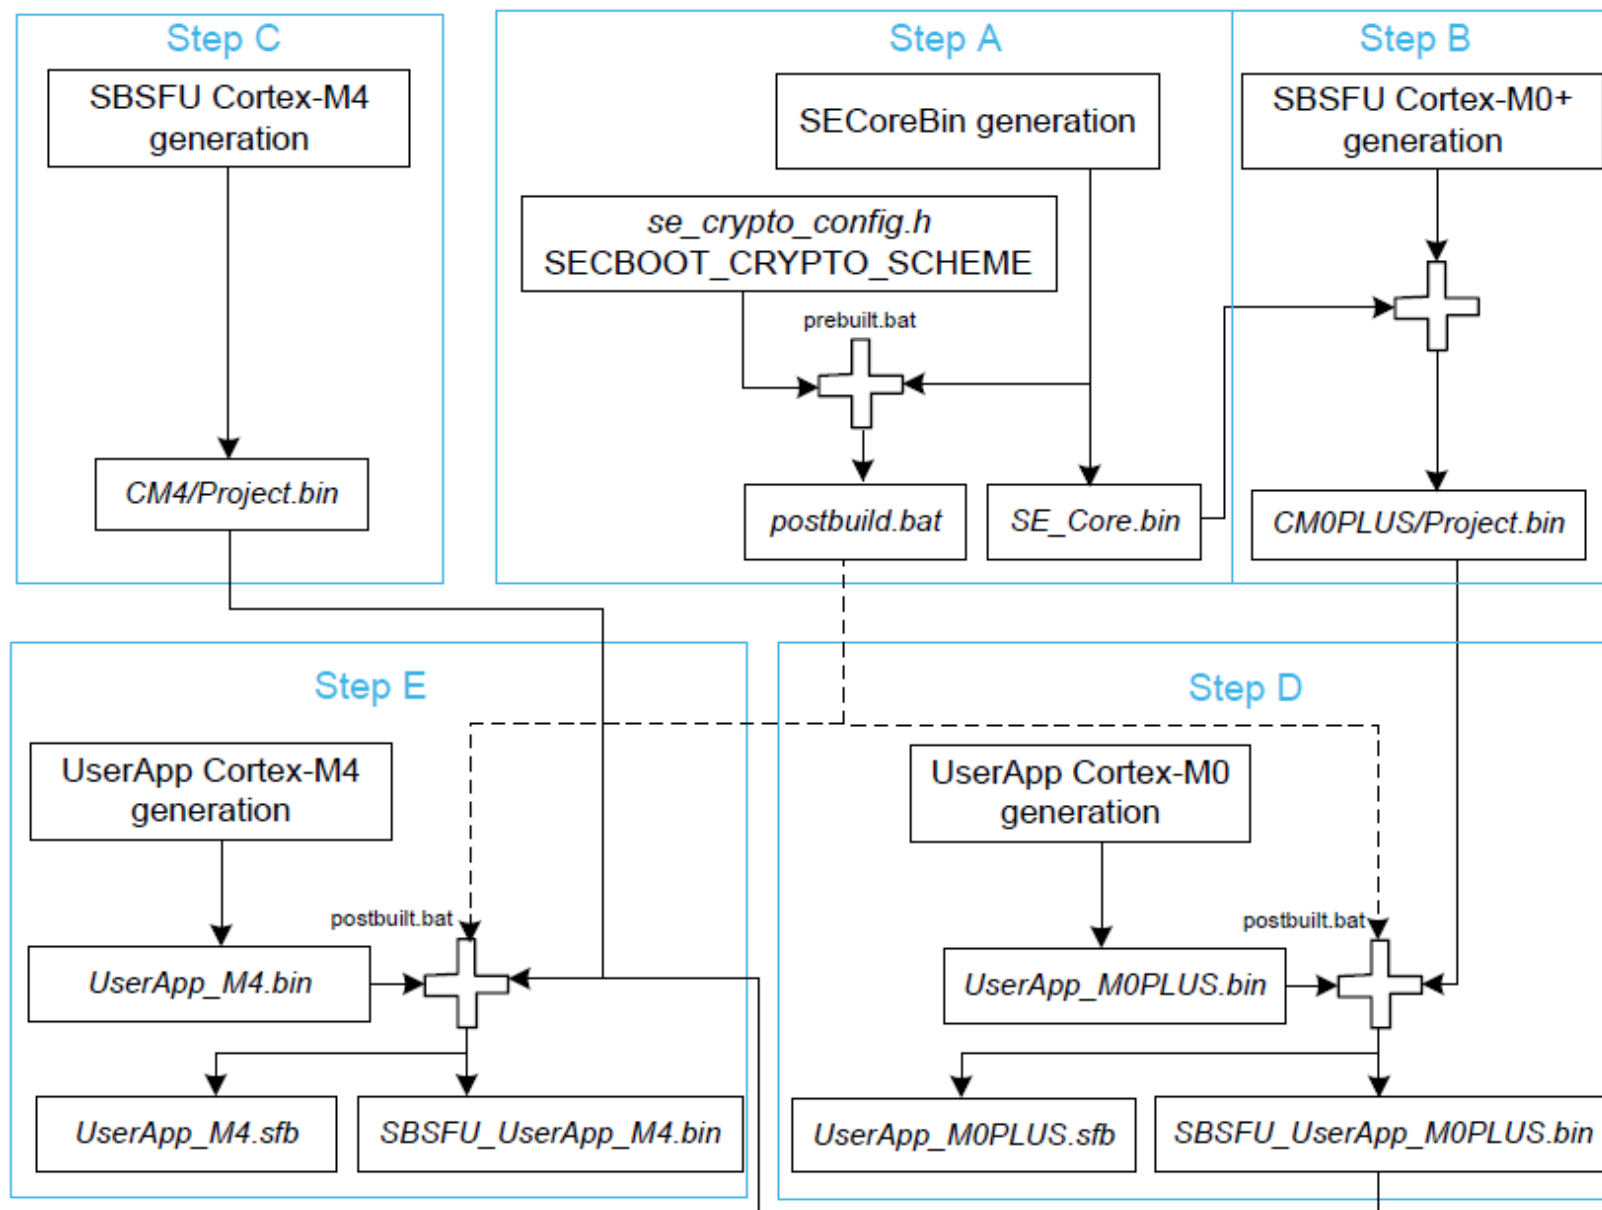 Step C
SBSFU Cortex-M4
generation
CM4/Project.bin
Step A
SECoreBin generation
se_crypto_config.h
SECBOOT_CRYPTO_SCHEME
prebuilt.bat
postbuild.bat
SE_Core.bin
Step B
SBSFU Cortex-M0+
generation
CM0PLUS/Project.bin
Step E
UserApp Cortex-M4
generation
postbuilt.bat
UserApp_M4.bin
UserApp_M4.sfb
SBSFU_UserApp_M4.bin
Step D
UserApp Cortex-M0
generation
postbuilt.bat
UserApp_M0PLUS.bin
UserApp_M0PLUS.sfb
SBSFU_UserApp_M0PLUS.bin